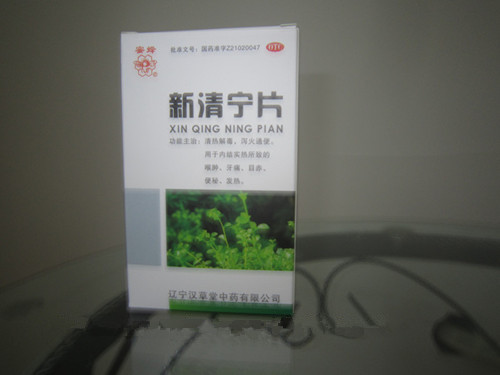 安珍
批准文号：国药准字Z21020047
OTC
新清宁片
XIN QING NING PIAN
功能主治：清热解毒，泻火通便。
用于内结实热所致的
喉肿、牙痛、目赤、
便秘、发热。
辽宁汉草堂中药有限公司